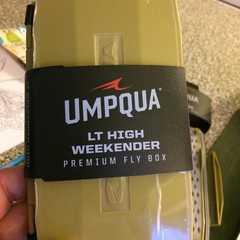 UMPQUA
LT HIGH
WEEKENDER
PREMIUM FLY BOX